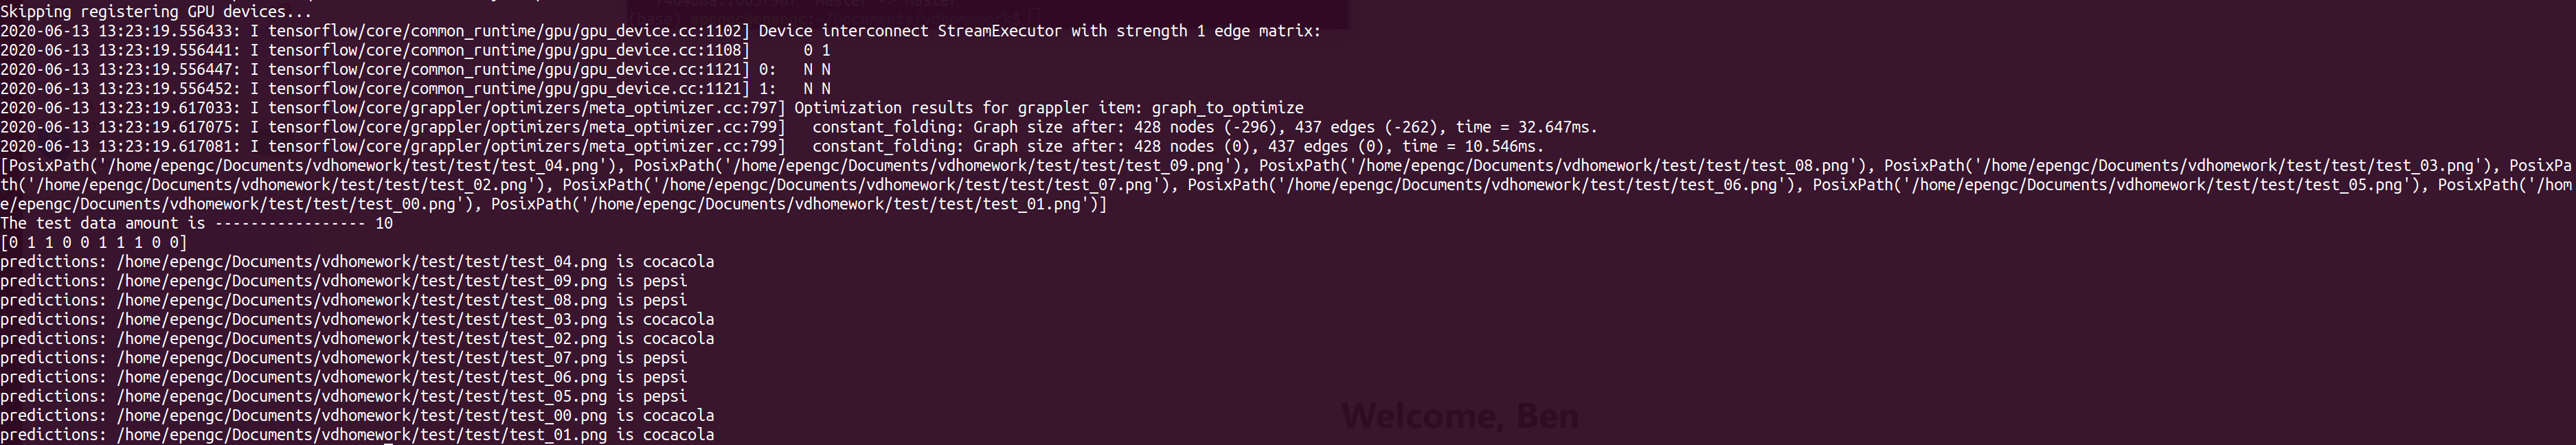 Skipping registering GPU devices...
2020-06-13 13:23:19.556433: I tensorflow/core/common_runtime/gpu/gpu_device.cc:1102] Device interconnect StreamExecutor with strength 1 edge matrix:
2020-06-13 13:23:19.556441: I tensorflow/core/common_runtime/gpu/gpu_device.cc:1108]      0 1
2020-06-13 13:23:19.556447: I tensorflow/core/common_runtime/gpu/gpu_device.cc:1121] 0:   N N
2020-06-13 13:23:19.556452: I tensorflow/core/common_runtime/gpu/gpu_device.cc:1121] 1:   N N
2020-06-13 13:23:19.617033: I tensorflow/core/grappler/optimizers/meta_optimizer.cc:797] Optimization results for grappler item: graph_to_optimize
2020-06-13 13:23:19.617075: I tensorflow/core/grappler/optimizers/meta_optimizer.cc:799]   constant_folding: Graph size after: 428 nodes (-296), 437 edges (-262), time = 32.647ms.
2020-06-13 13:23:19.617081: I tensorflow/core/grappler/optimizers/meta_optimizer.cc:799]   constant_folding: Graph size after: 428 nodes (0), 437 edges (0), time = 10.546ms.
[PosixPath('/home/epengc/Documents/vdhomework/test/test/test_04.png'), PosixPath('/home/epengc/Documents/vdhomework/test/test/test_09.png'), PosixPath('/home/epengc/Documents/vdhomework/test/test/test_08.png'), PosixPath('/home/epengc/Documents/vdhomework/test/test/test_03.png'), PosixPa
th('/home/epengc/Documents/vdhomework/test/test/test_02.png'), PosixPath('/home/epengc/Documents/vdhomework/test/test/test_07.png'), PosixPath('/home/epengc/Documents/vdhomework/test/test/test_06.png'), PosixPath('/home/epengc/Documents/vdhomework/test/test/test_05.png'), PosixPath('/hom
e/epengc/Documents/vdhomework/test/test/test_00.png'), PosixPath('/home/epengc/Documents/vdhomework/test/test/test_01.png')]
The test data amount is ----------------- 10
[0 1 1 0 0 1 1 1 0 0]
predictions: /home/epengc/Documents/vdhomework/test/test/test_04.png is cocacola
predictions: /home/epengc/Documents/vdhomework/test/test/test_09.png is pepsi
predictions: /home/epengc/Documents/vdhomework/test/test/test_08.png is pepsi
predictions: /home/epengc/Documents/vdhomework/test/test/test_03.png is cocacola
predictions: /home/epengc/Documents/vdhomework/test/test/test_02.png is cocacola
predictions: /home/epengc/Documents/vdhomework/test/test/test_07.png is pepsi
predictions: /home/epengc/Documents/vdhomework/test/test/test_06.png is pepsi
predictions: /home/epengc/Documents/vdhomework/test/test/test_05.png is pepsi
predictions: /home/epengc/Documents/vdhomework/test/test/test_00.png is cocacola
predictions: /home/epengc/Documents/vdhomework/test/test/test_01.png is cocacola
Welcome, Ben